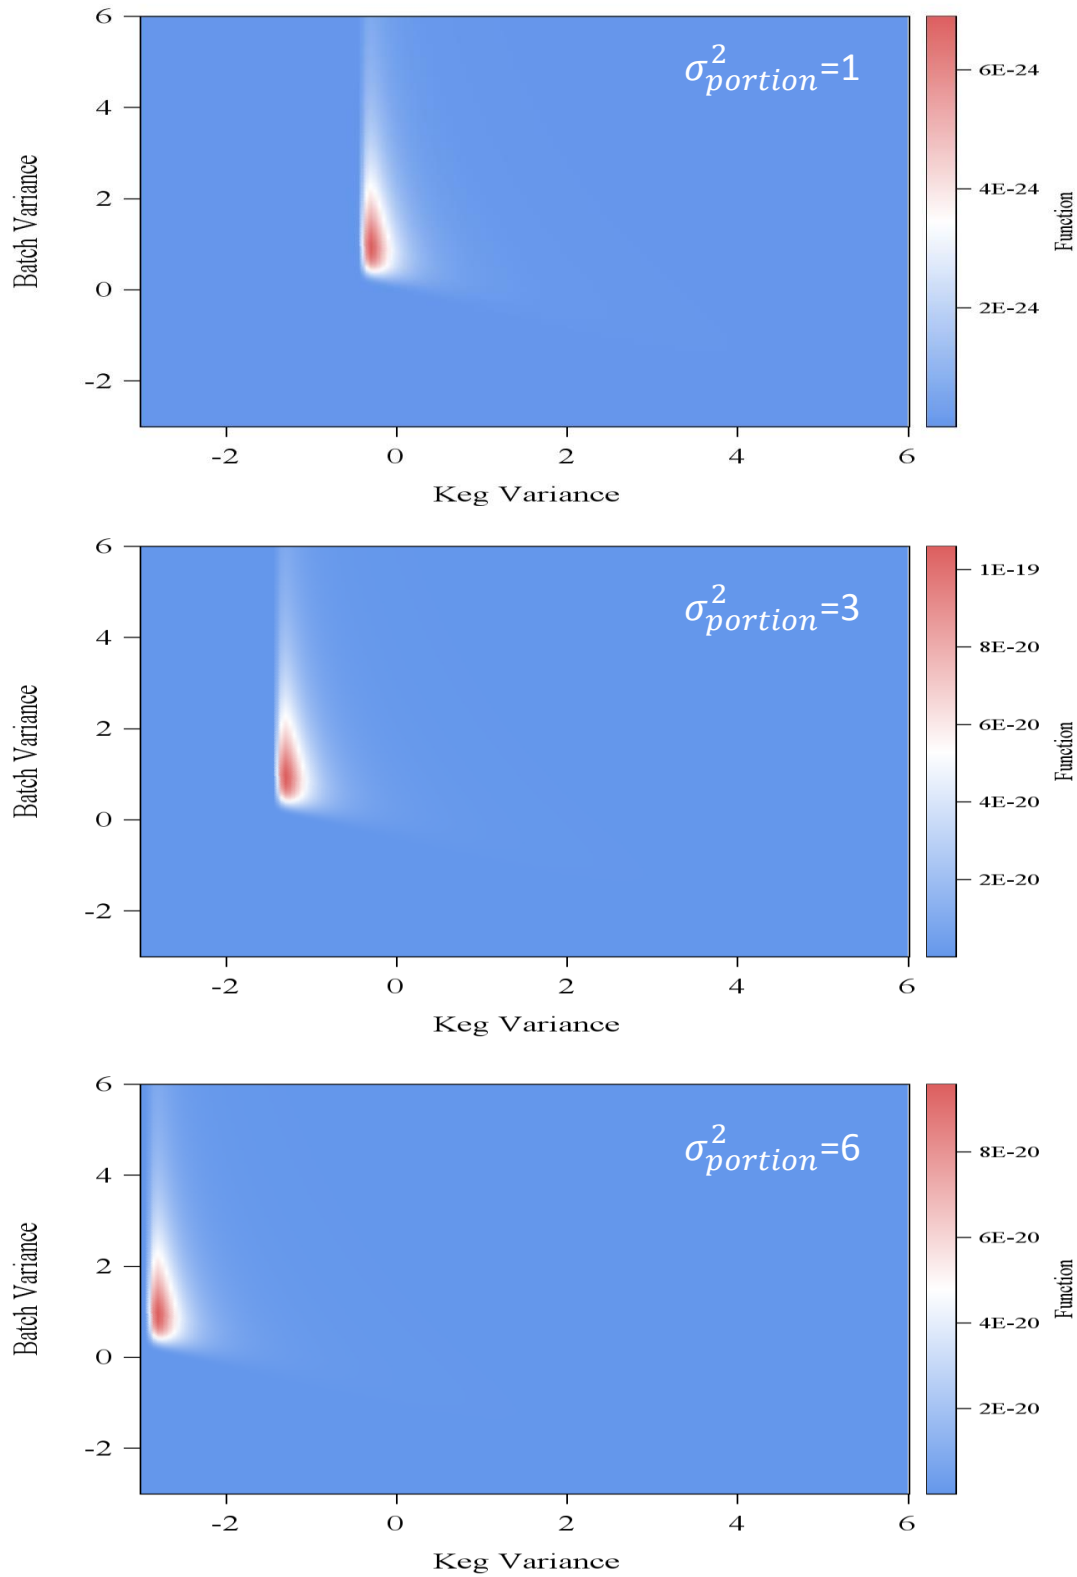 6
4
2
0
-2
Batch Variance
σ²portion=1
-2 0 2 4 6
Keg Variance
6E-24
4E-24
2E-24
Function
6
4
2
0
-2
Batch Variance
σ²portion=3
-2 0 2 4 6
Keg Variance
1E-19
8E-20
6E-20
4E-20
2E-20
Function
6
4
2
0
-2
Batch Variance
σ²portion=6
-2 0 2 4 6
Keg Variance
8E-20
6E-20
4E-20
2E-20
Function